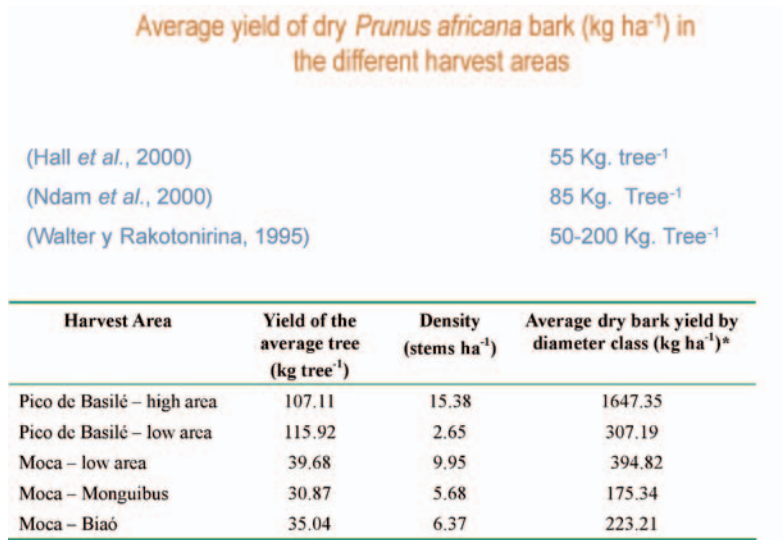 Average yield of dry Prunus africana bark (kg ha⁻¹) in
the different harvest areas
(Hall et al., 2000) 55 Kg. tree⁻¹
(Ndam et al., 2000) 85 Kg. Tree⁻¹
(Walter y Rakotonirina, 1995) 50-200 Kg. Tree⁻¹
Harvest Area Yield of the Density Average dry bark yield by
average tree (stems ha⁻¹) diameter class (kg ha⁻¹)*
(kg tree⁻¹)
Pico de Basilé – high area 107.11 15.38 1647.35
Pico de Basilé – low area 115.92 2.65 307.19
Moca – low area 39.68 9.95 394.82
Moca – Monguibus 30.87 5.68 175.34
Moca – Biaó 35.04 6.37 223.21